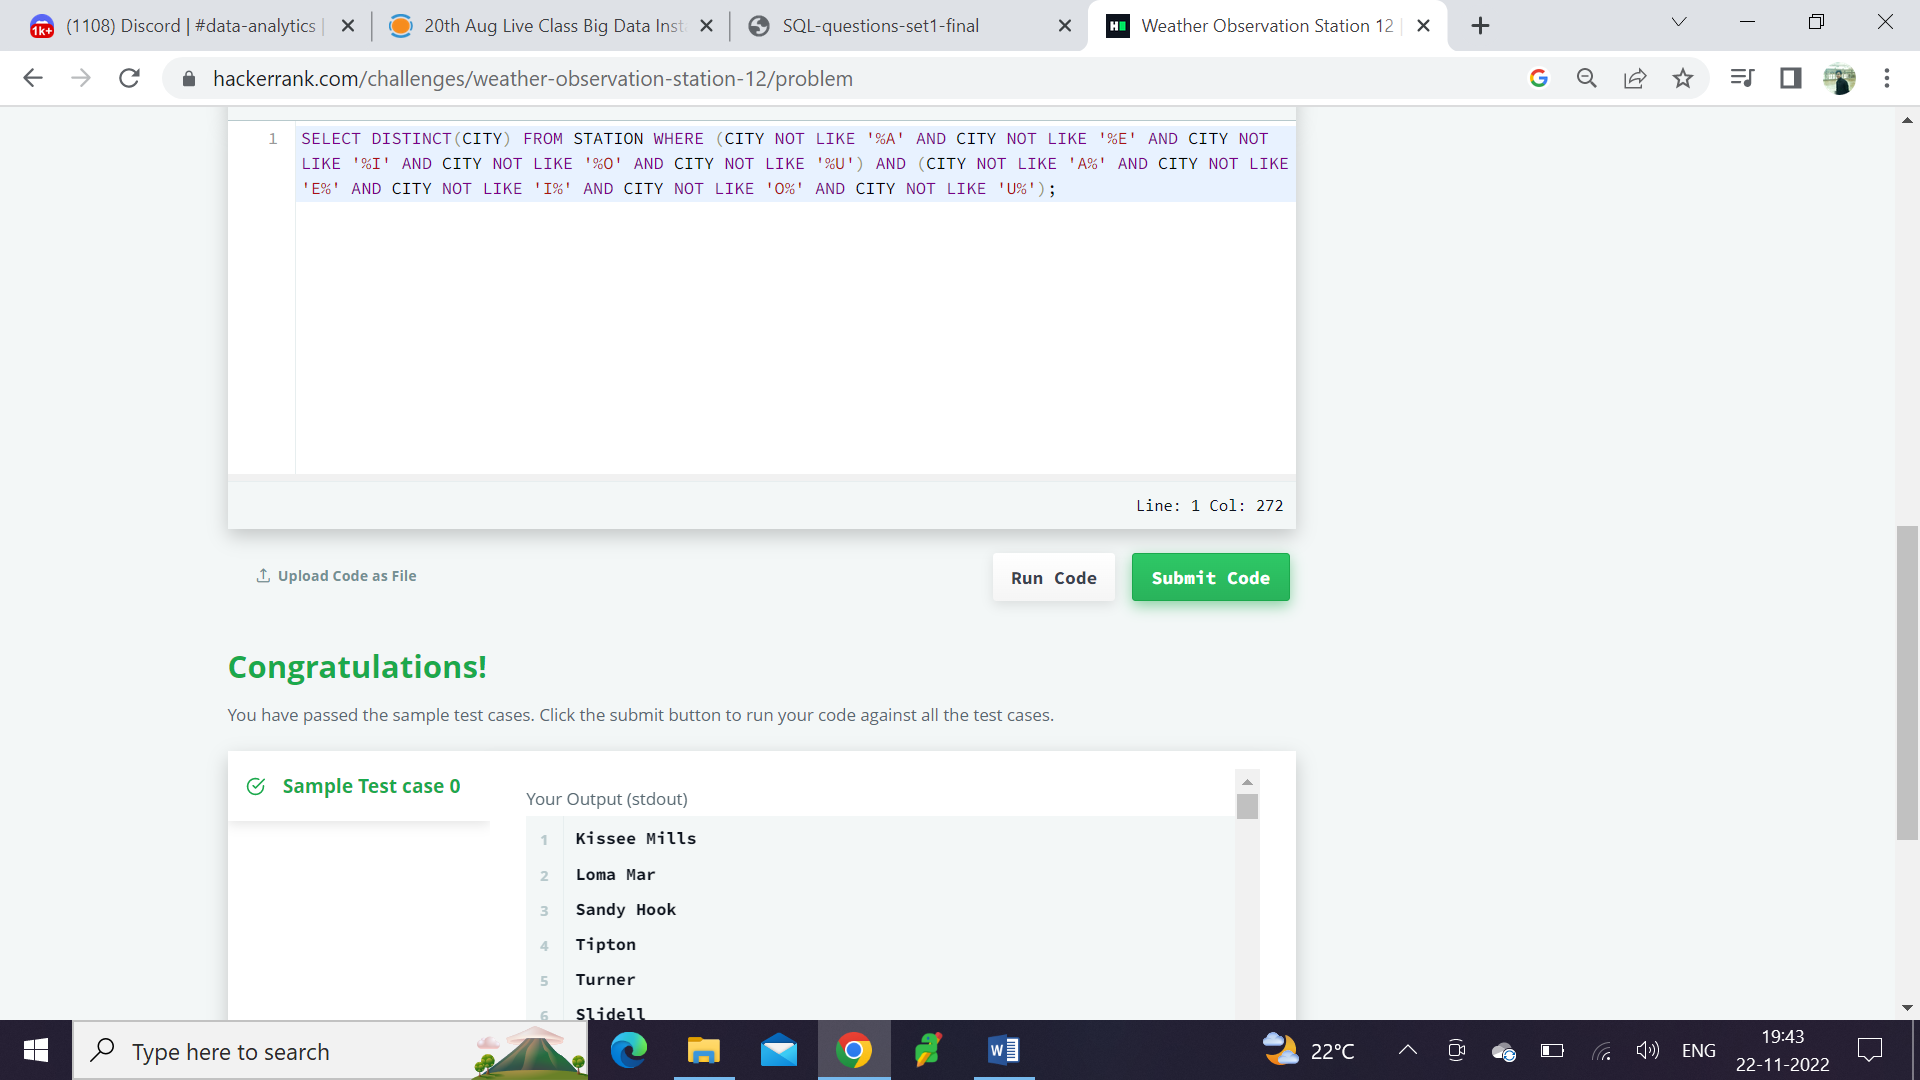 1k+
(1108) Discord | #data-analytics |
20th Aug Live Class Big Data Inst
SQL-questions-set1-final
Weather Observation Station 12 |
hackerrank.com/challenges/weather-observation-station-12/problem
1 SELECT DISTINCT(CITY) FROM STATION WHERE (CITY NOT LIKE '%A' AND CITY NOT LIKE '%E' AND CITY NOT
LIKE '%I' AND CITY NOT LIKE '%O' AND CITY NOT LIKE '%U') AND (CITY NOT LIKE 'A%' AND CITY NOT LIKE
'E%' AND CITY NOT LIKE 'I%' AND CITY NOT LIKE 'O%' AND CITY NOT LIKE 'U%');
Line: 1 Col: 272
Upload Code as File
Run Code
Submit Code
Congratulations!
You have passed the sample test cases. Click the submit button to run your code against all the test cases.
Sample Test case 0
Your Output (stdout)
1 Kissee Mills
2 Loma Mar
3 Sandy Hook
4 Tipton
5 Turner
6 Slidell
Type here to search
22°C
ENG
19:43
22-11-2022